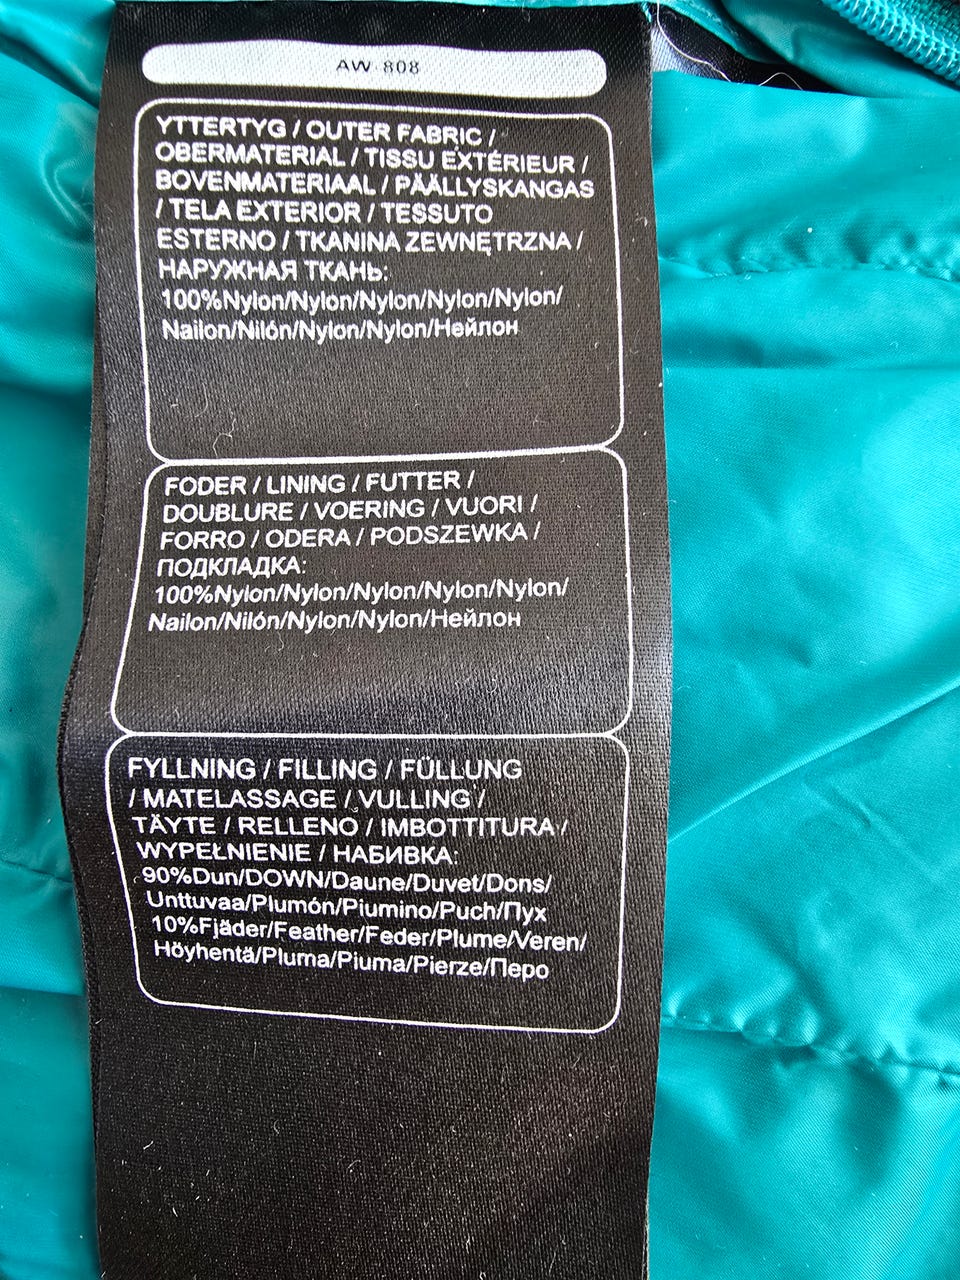 AW-808
YTTERTYG / OUTER FABRIC /
OBERMATERIAL / TISSU EXTÉRIEUR /
BOVENMATERIAAL / PÄÄLLYSKANGAS
/ TELA EXTERIOR / TESSUTO
ESTERNO / TKANINA ZEWNĘTRZNA /
НАРУЖНАЯ ТКАНЬ:
100%Nylon/Nylon/Nylon/Nylon/Nylon/
Nailon/Nilón/Nylon/Nylon/Нейлон
FODER / LINING / FUTTER /
DOUBLURE / VOERING / VUORI /
FORRO / ODERA / PODSZEWKA /
ПОДКЛАДКА:
100%Nylon/Nylon/Nylon/Nylon/Nylon/
Nailon/Nilón/Nylon/Nylon/Нейлон
FYLLNING / FILLING / FÜLLUNG
/ MATELASSAGE / VULLING /
TÄYTE / RELLENO / IMBOTTITURA /
WYPEŁNIENIE / НАБИВКА:
90%Dun/DOWN/Daune/Duvet/Dons/
Unttuvaa/Plumón/Piumino/Puch/Пух
10%Fjäder/Feather/Feder/Plume/Veren/
Höyhentä/Pluma/Piuma/Pierze/Перо